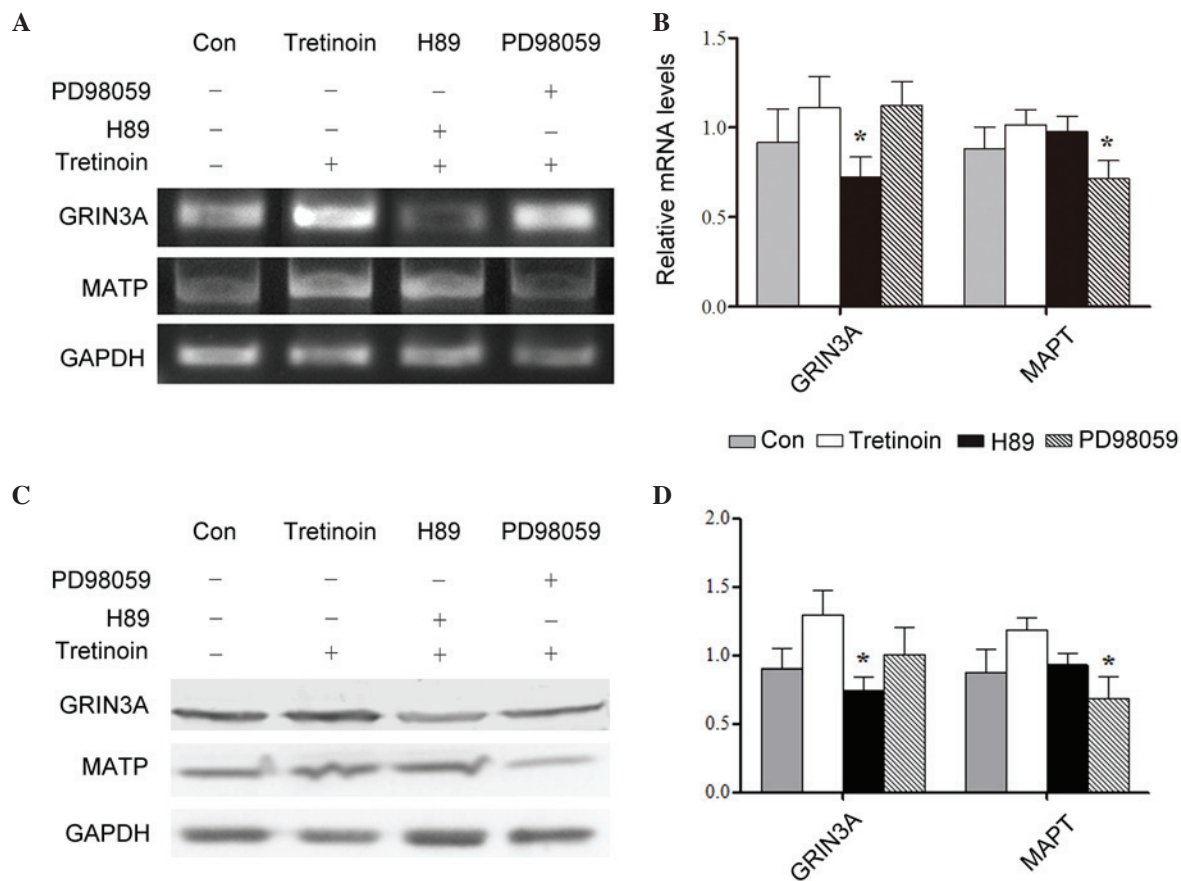 A
Con Tretinoin H89 PD98059
PD98059 – – – +
H89 – – + –
Tretinoin – + + +
GRIN3A
MATP
GAPDH
B
Relative mRNA levels
1.5
1.0
0.5
0.0
* *
GRIN3A MAPT
Con Tretinoin H89 PD98059
C
Con Tretinoin H89 PD98059
PD98059 – – – +
H89 – – + –
Tretinoin – + + +
GRIN3A
MATP
GAPDH
D
2.0
1.5
1.0
0.5
0.0
* *
GRIN3A MAPT